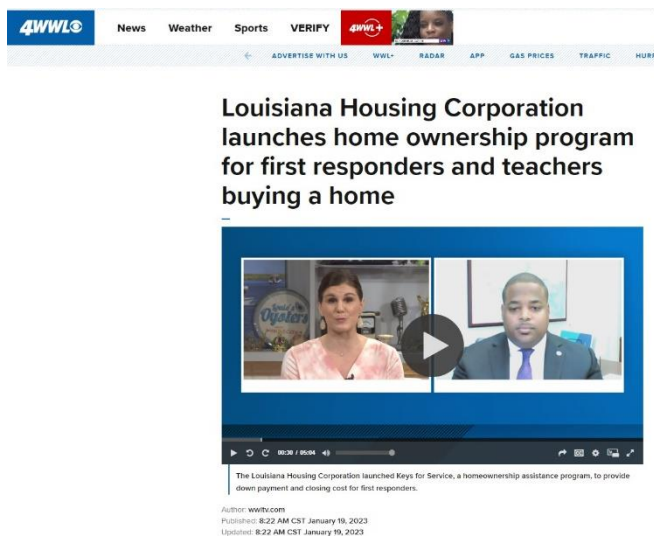 4WWL
News Weather Sports VERIFY 4WWL+
← ADVERTISE WITH US WWL+ RADAR APP GAS PRICES TRAFFIC HURR
Louisiana Housing Corporation
launches home ownership program
for first responders and teachers
buying a home
Oysters
00:30 / 05:04
The Louisiana Housing Corporation launched Keys for Service, a homeownership assistance program, to provide
down payment and closing cost for first responders.
Author: wwltv.com
Published: 8:22 AM CST January 19, 2023
Updated: 8:22 AM CST January 19, 2023